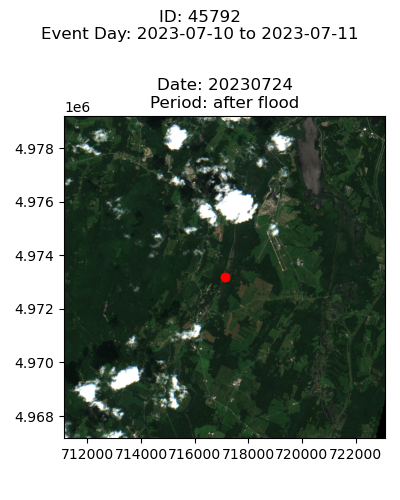 ID: 45792
Event Day: 2023-07-10 to 2023-07-11
Date: 20230724
Period: after flood
1e6
4.978
4.976
4.974
4.972
4.970
4.968
712000 714000 716000 718000 720000 722000